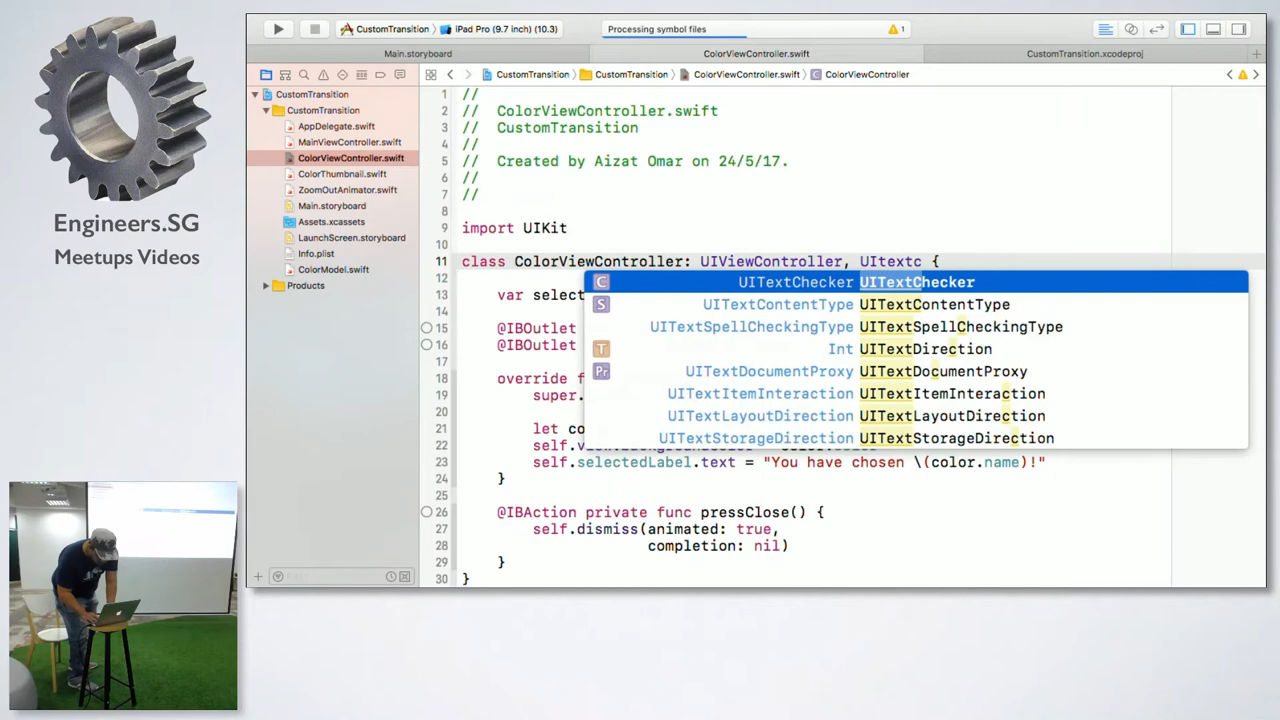 CustomTransition
iPad Pro (9.7 inch) (10.3)
Processing symbol files
1
Main.storyboard
ColorViewController.swift
CustomTransition.xcodeproj
CustomTransition
CustomTransition
ColorViewController.swift
ColorViewController
CustomTransition
CustomTransition
AppDelegate.swift
MainViewController.swift
ColorViewController.swift
ColorThumbnail.swift
ZoomOutAnimator.swift
Main.storyboard
Assets.xcassets
LaunchScreen.storyboard
Info.plist
ColorModel.swift
Products
Engineers.SG
Meetups Videos
1 //
2 // ColorViewController.swift
3 // CustomTransition
4 //
5 // Created by Aizat Omar on 24/5/17.
6 //
7 //
8
9 import UIKit
10
11 class ColorViewController: UIViewController, UItextc {
12
13 var select
14
15 @IBOutlet
16 @IBOutlet
17
18 override f
19 super.
20
21 let co
22
23 self.selectedLabel.text = "You have chosen \(color.name)!"
24 }
25
26 @IBAction private func pressClose() {
27 self.dismiss(animated: true,
28 completion: nil)
29 }
30 }
C UITextChecker UITextChecker
S UITextContentType UITextContentType
UITextSpellCheckingType UITextSpellCheckingType
T Int UITextDirection
Pr UITextDocumentProxy UITextDocumentProxy
UITextItemInteraction UITextItemInteraction
UITextLayoutDirection UITextLayoutDirection
UITextStorageDirection UITextStorageDirection